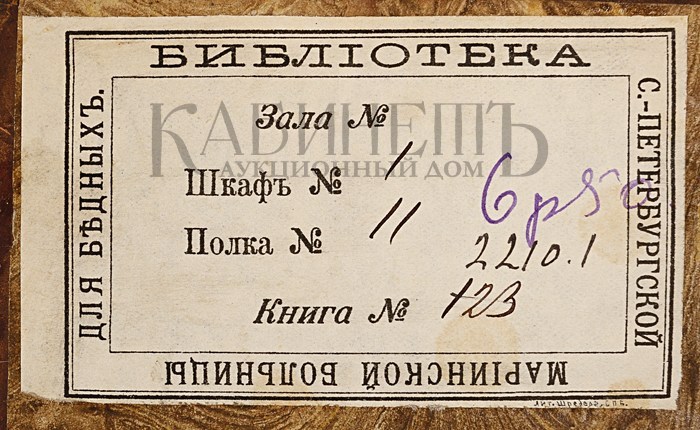 БИБЛІОТЕКА
С.-ПЕТЕРБУРГСКОЙ
МАРІИНСКОЙ БОЛЬНИЦЫ
ДЛЯ БѢДНЫХЪ.
КАБИНЕТЪ
АУКЦИОННЫЙ ДОМ
Зала №
Шкафъ № 1
Полка № 11
2210.1
Книга № 123